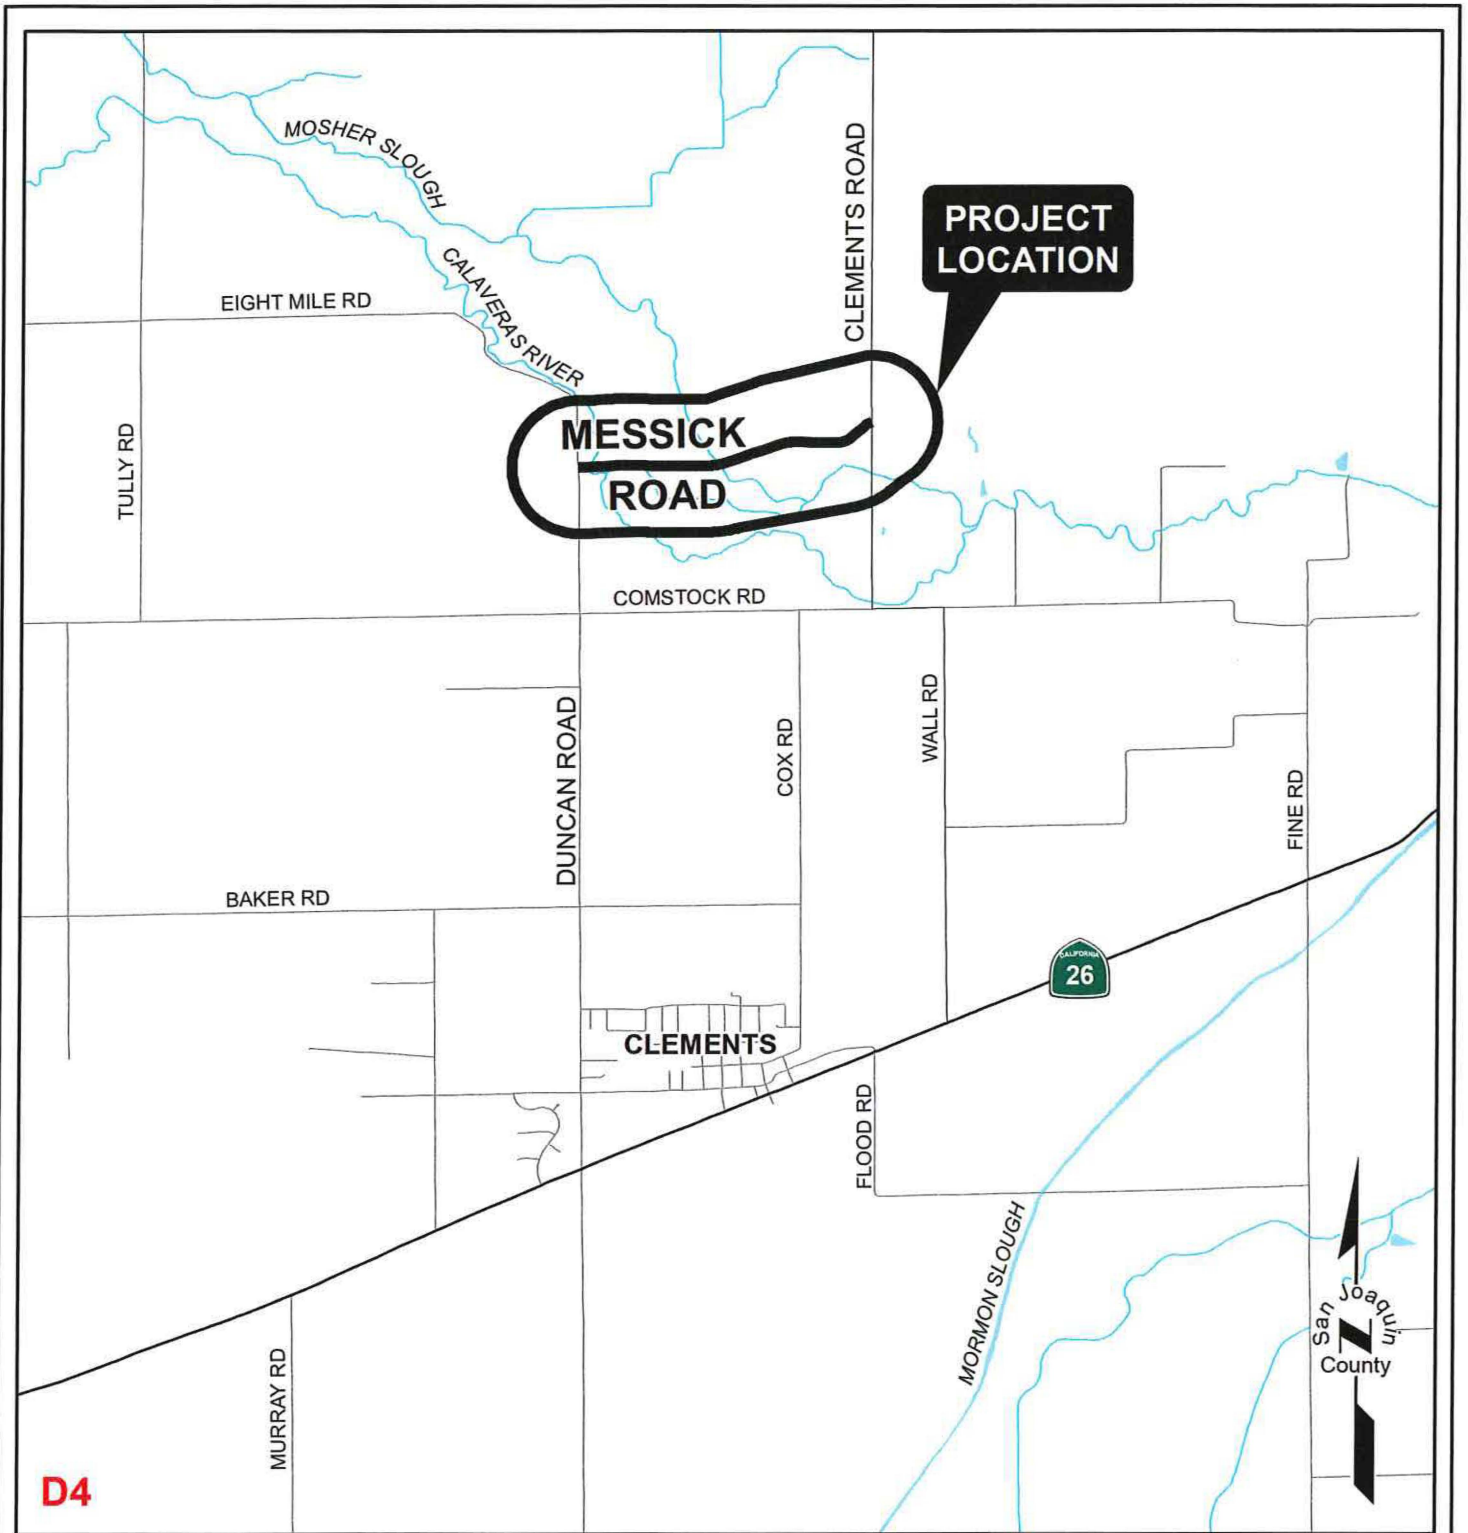 MOSHER SLOUGH
CLEMENTS ROAD
PROJECT
LOCATION
CALAVERAS RIVER
EIGHT MILE RD
TULLY RD
MESSICK
ROAD
COMSTOCK RD
DUNCAN ROAD
COX RD
WALL RD
FINE RD
BAKER RD
CALIFORNIA
26
CLEMENTS
FLOOD RD
MORMON SLOUGH
San Joaquin
County
MURRAY RD
D4